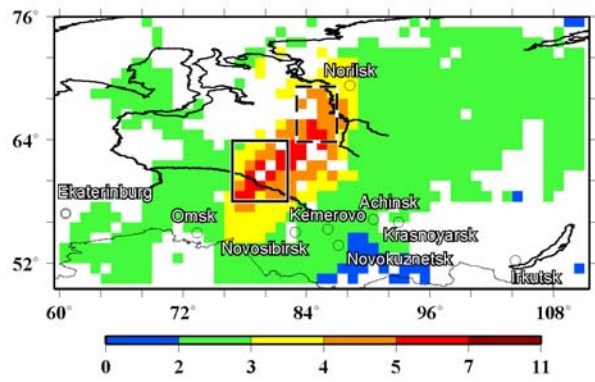 76°
Norilsk
64°
Ekaterinburg
Achinsk
Omsk
Kemerovo
Krasnoyarsk
Novosibirsk
Novokuznetsk
52°
Irkutsk
60 72° 84° 96° 108°
0 2 3 4 5 7 11